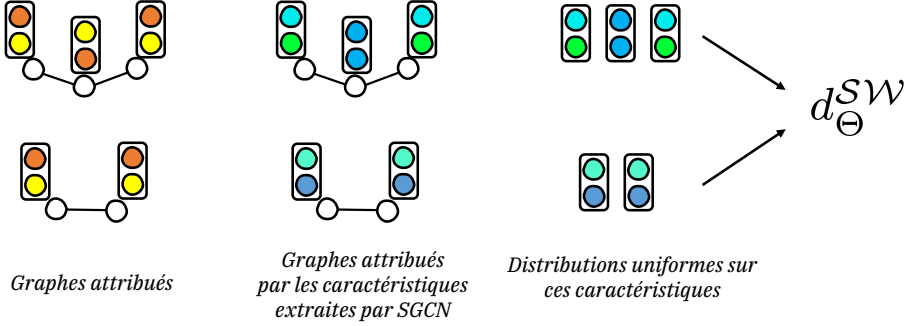 d_Θ^{𝒮𝒲}
Graphes attribués
Graphes attribués
par les caractéristiques
extraites par SGCN
Distributions uniformes sur
ces caractéristiques